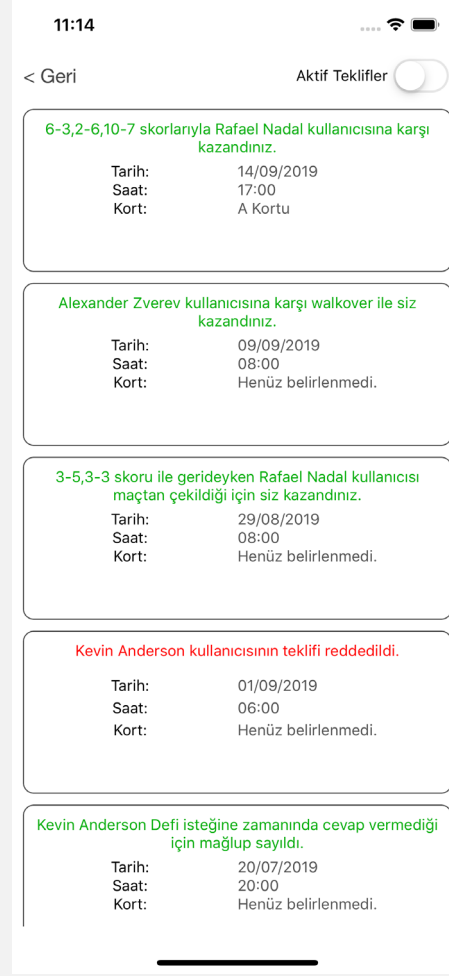 11:14
< Geri
Aktif Teklifler
6-3,2-6,10-7 skorlarıyla Rafael Nadal kullanıcısına karşı
kazandınız.
Tarih: 14/09/2019
Saat: 17:00
Kort: A Kortu
Alexander Zverev kullanıcısına karşı walkover ile siz
kazandınız.
Tarih: 09/09/2019
Saat: 08:00
Kort: Henüz belirlenmedi.
3-5,3-3 skoru ile gerideyken Rafael Nadal kullanıcısı
maçtan çekildiği için siz kazandınız.
Tarih: 29/08/2019
Saat: 08:00
Kort: Henüz belirlenmedi.
Kevin Anderson kullanıcısının teklifi reddedildi.
Tarih: 01/09/2019
Saat: 06:00
Kort: Henüz belirlenmedi.
Kevin Anderson Defi isteğine zamanında cevap vermediği
için mağlup sayıldı.
Tarih: 20/07/2019
Saat: 20:00
Kort: Henüz belirlenmedi.